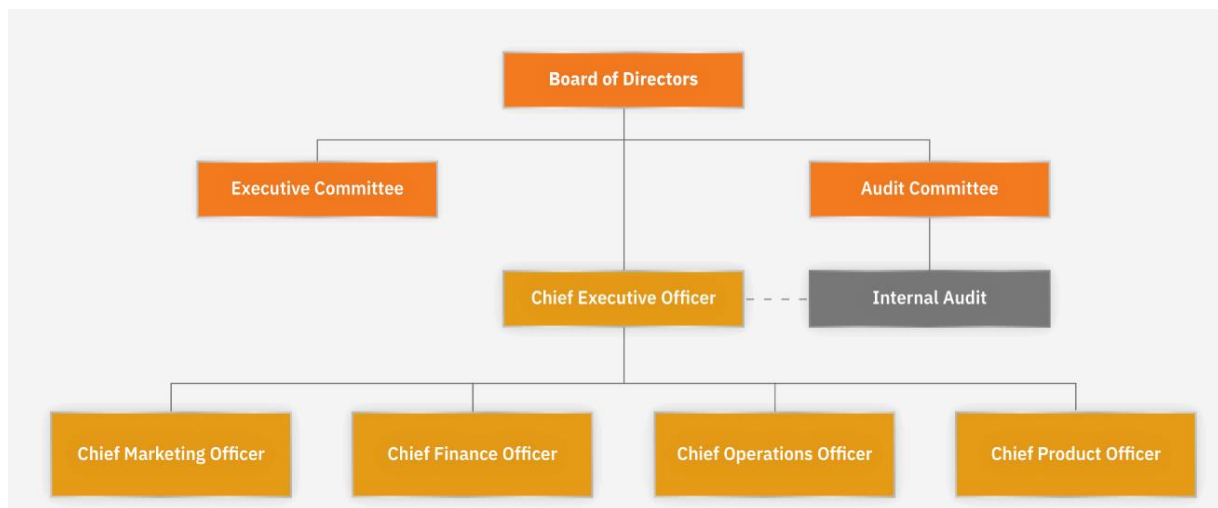 Board of Directors
Executive Committee
Audit Committee
Chief Executive Officer
Internal Audit
Chief Marketing Officer
Chief Finance Officer
Chief Operations Officer
Chief Product Officer